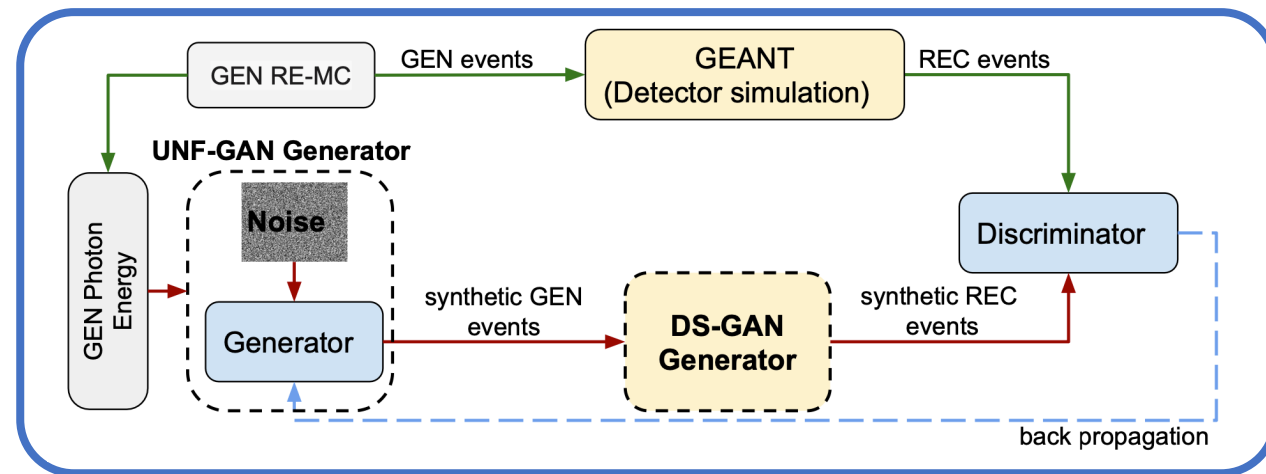 GEN RE-MC
GEN events
GEANT
(Detector simulation)
REC events
UNF-GAN Generator
Noise
GEN Photon
Energy
Generator
synthetic GEN
events
DS-GAN
Generator
synthetic REC
events
Discriminator
back propagation